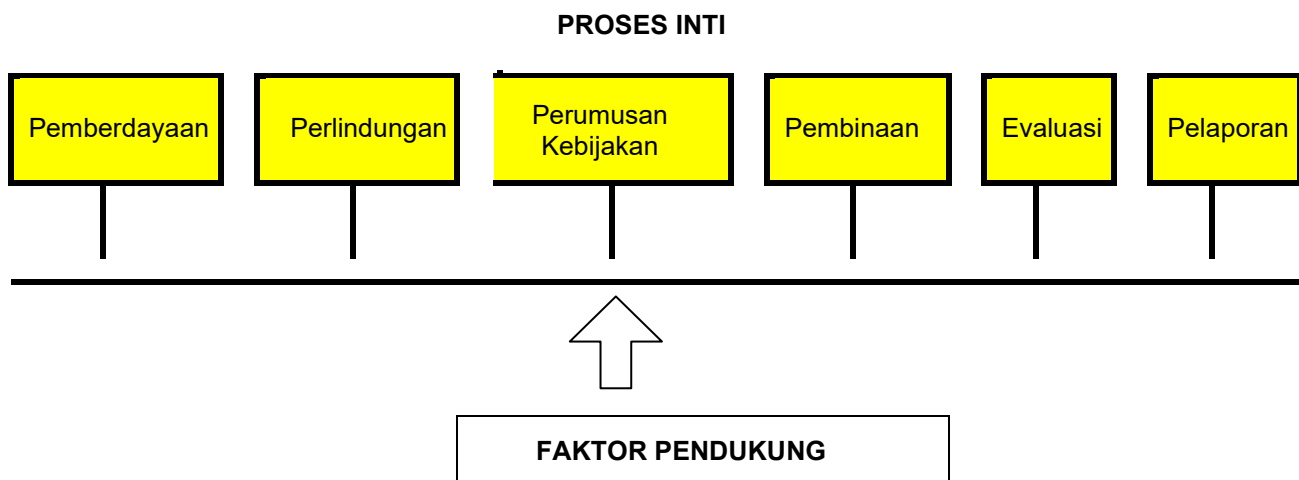 PROSES INTI
Pemberdayaan
Perlindungan
Perumusan
Kebijakan
Pembinaan
Evaluasi
Pelaporan
FAKTOR PENDUKUNG